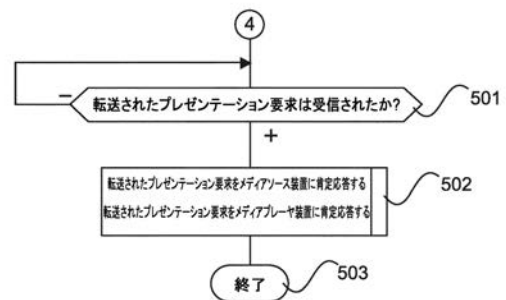 4
転送されたプレゼンテーション要求は受信されたか?
501
−
+
転送されたプレゼンテーション要求をメディアソース装置に肯定応答する
転送されたプレゼンテーション要求をメディアプレーヤ装置に肯定応答する
502
終了
503